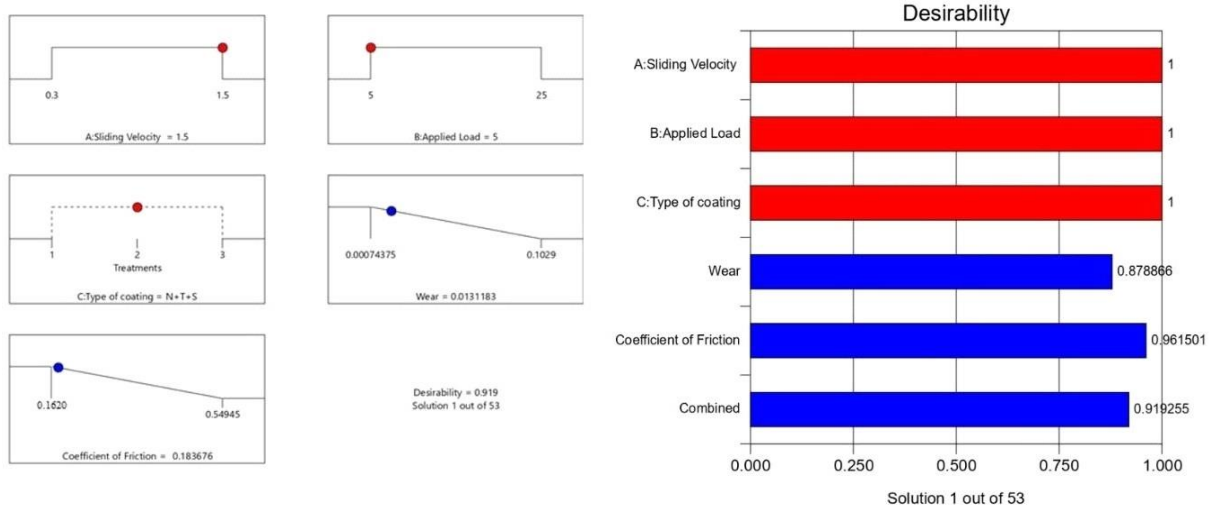 0.3 1.5
A:Sliding Velocity = 1.5
5 25
B:Applied Load = 5
1 2 3
Treatments
C:Type of coating = N+T+S
0.00074375 0.1029
Wear = 0.0131183
0.1620 0.54945
Coefficient of Friction = 0.183676
Desirability = 0.919
Solution 1 out of 53
Desirability
A:Sliding Velocity 1
B:Applied Load 1
C:Type of coating 1
Wear 0.878866
Coefficient of Friction 0.961501
Combined 0.919255
0.000 0.250 0.500 0.750 1.000
Solution 1 out of 53